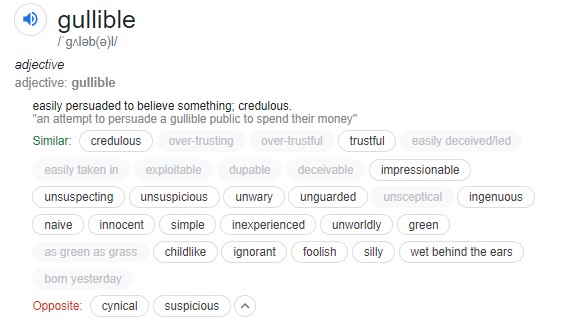 gullible
/ˈɡʌləb(ə)l/
adjective
adjective: gullible
easily persuaded to believe something; credulous.
"an attempt to persuade a gullible public to spend their money"
Similar: credulous over-trusting over-trustful trustful easily deceived/led
easily taken in exploitable dupable deceivable impressionable
unsuspecting unsuspicious unwary unguarded unsceptical ingenuous
naive innocent simple inexperienced unworldly green
as green as grass childlike ignorant foolish silly wet behind the ears
born yesterday
Opposite: cynical suspicious